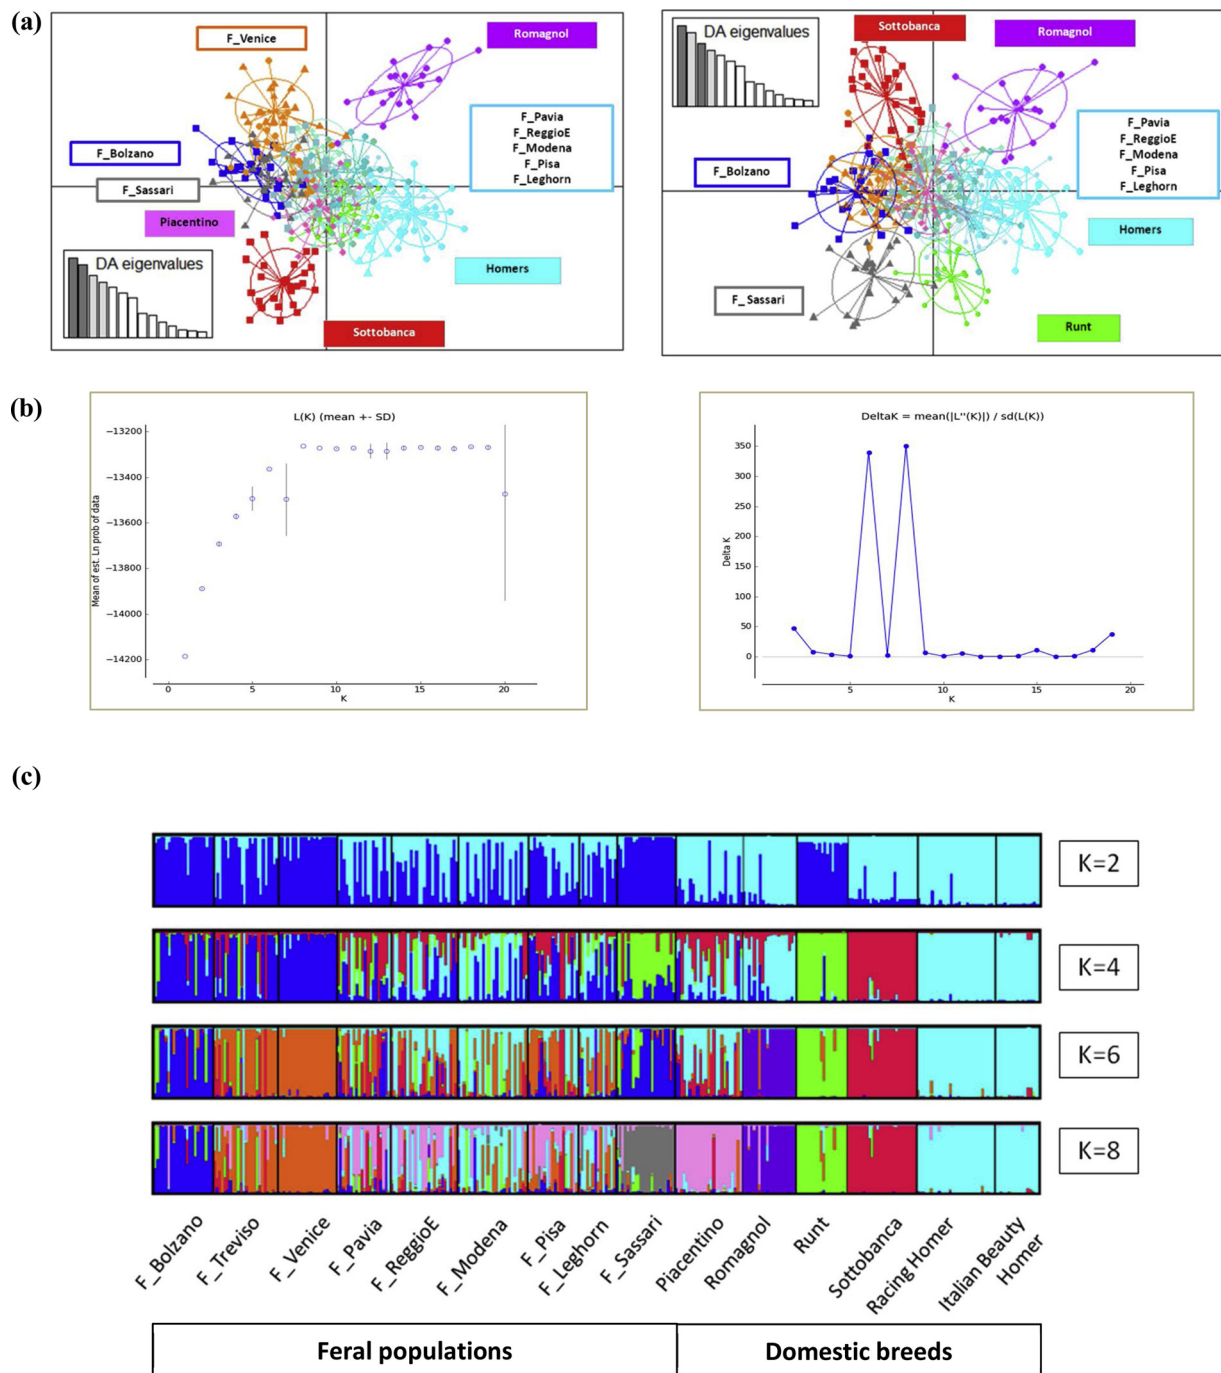 (a)
F_Venice
Romagnol
F_Pavia
F_ReggioE
F_Modena
F_Pisa
F_Leghorn
F_Bolzano
F_Sassari
Piacentino
DA eigenvalues
Homers
Sottobanca
DA eigenvalues
Sottobanca
Romagnol
F_Pavia
F_ReggioE
F_Modena
F_Pisa
F_Leghorn
F_Bolzano
Homers
F_Sassari
Runt
(b)
L(K) (mean +- SD)
Mean of est. Ln prob of data
−13200
−13400
−13600
−13800
−14000
−14200
0 5 10 15 20
K
DeltaK = mean(|L''(K)|) / sd(L(K))
Delta K
350
300
250
200
150
100
50
0
5 10 15 20
K
(c)
K=2
K=4
K=6
K=8
F_Bolzano
F_Treviso
F_Venice
F_Pavia
F_ReggioE
F_Modena
F_Pisa
F_Leghorn
F_Sassari
Piacentino
Romagnol
Runt
Sottobanca
Racing Homer
Italian Beauty
Homer
Feral populations
Domestic breeds